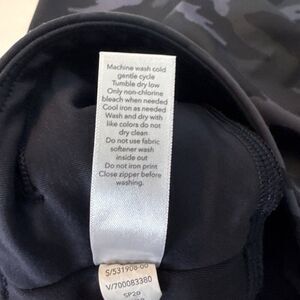 Machine wash cold
gentle cycle
Tumble dry low
Only non-chlorine
bleach when needed
Cool iron as needed
Wash and dry with
like colors do not
dry clean
Do not use fabric
softener wash
inside out
Do not iron print
Close zipper before
washing.
S/531908-00
V/700083380
SP20